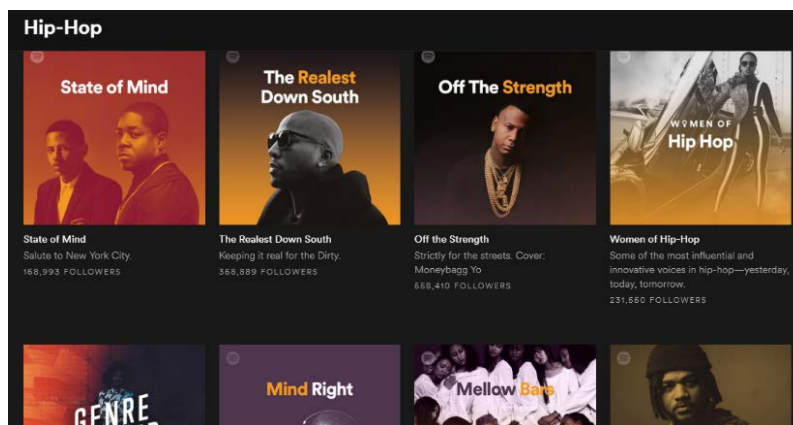 Hip-Hop
State of Mind
The Realest
Down South
Off The Strength
WOMEN OF
Hip Hop
State of Mind
Salute to New York City.
168,993 FOLLOWERS
The Realest Down South
Keeping it real for the Dirty.
368,889 FOLLOWERS
Off the Strength
Strictly for the streets. Cover:
Moneybagg Yo
558,410 FOLLOWERS
Women of Hip-Hop
Some of the most influential and
innovative voices in hip-hop—yesterday,
today, tomorrow.
231,550 FOLLOWERS
GENRE
Mind Right
Mellow Bars